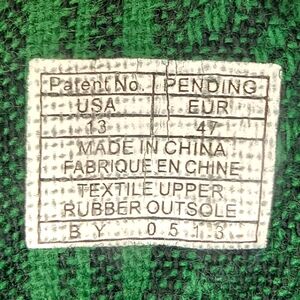 Patent No. PENDING
USA EUR
13 47
MADE IN CHINA
FABRIQUE EN CHINE
TEXTILE UPPER
RUBBER OUTSOLE
BY 0513